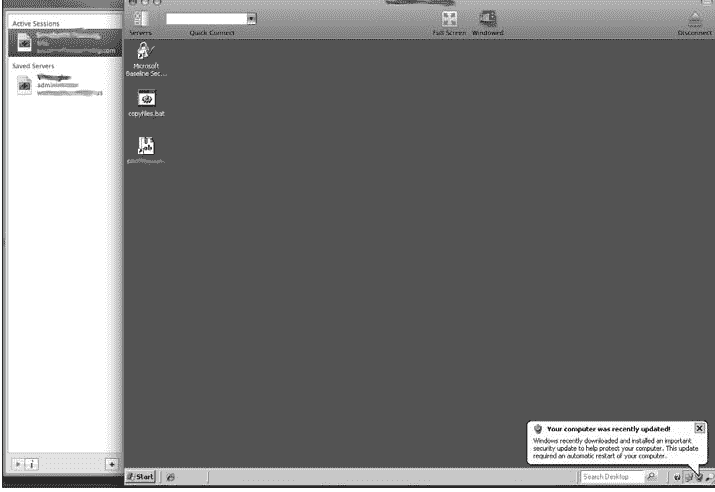 Active Sessions
Saved Servers
Servers
Quick Connect
Full Screen
Windowed
Disconnect
Microsoft
Baseline Sec...
copyfiles.bat
Your computer was recently updated!
Windows recently downloaded and installed an important
security update to help protect your computer. This update
required an automatic restart of your computer.
Start
Search Desktop